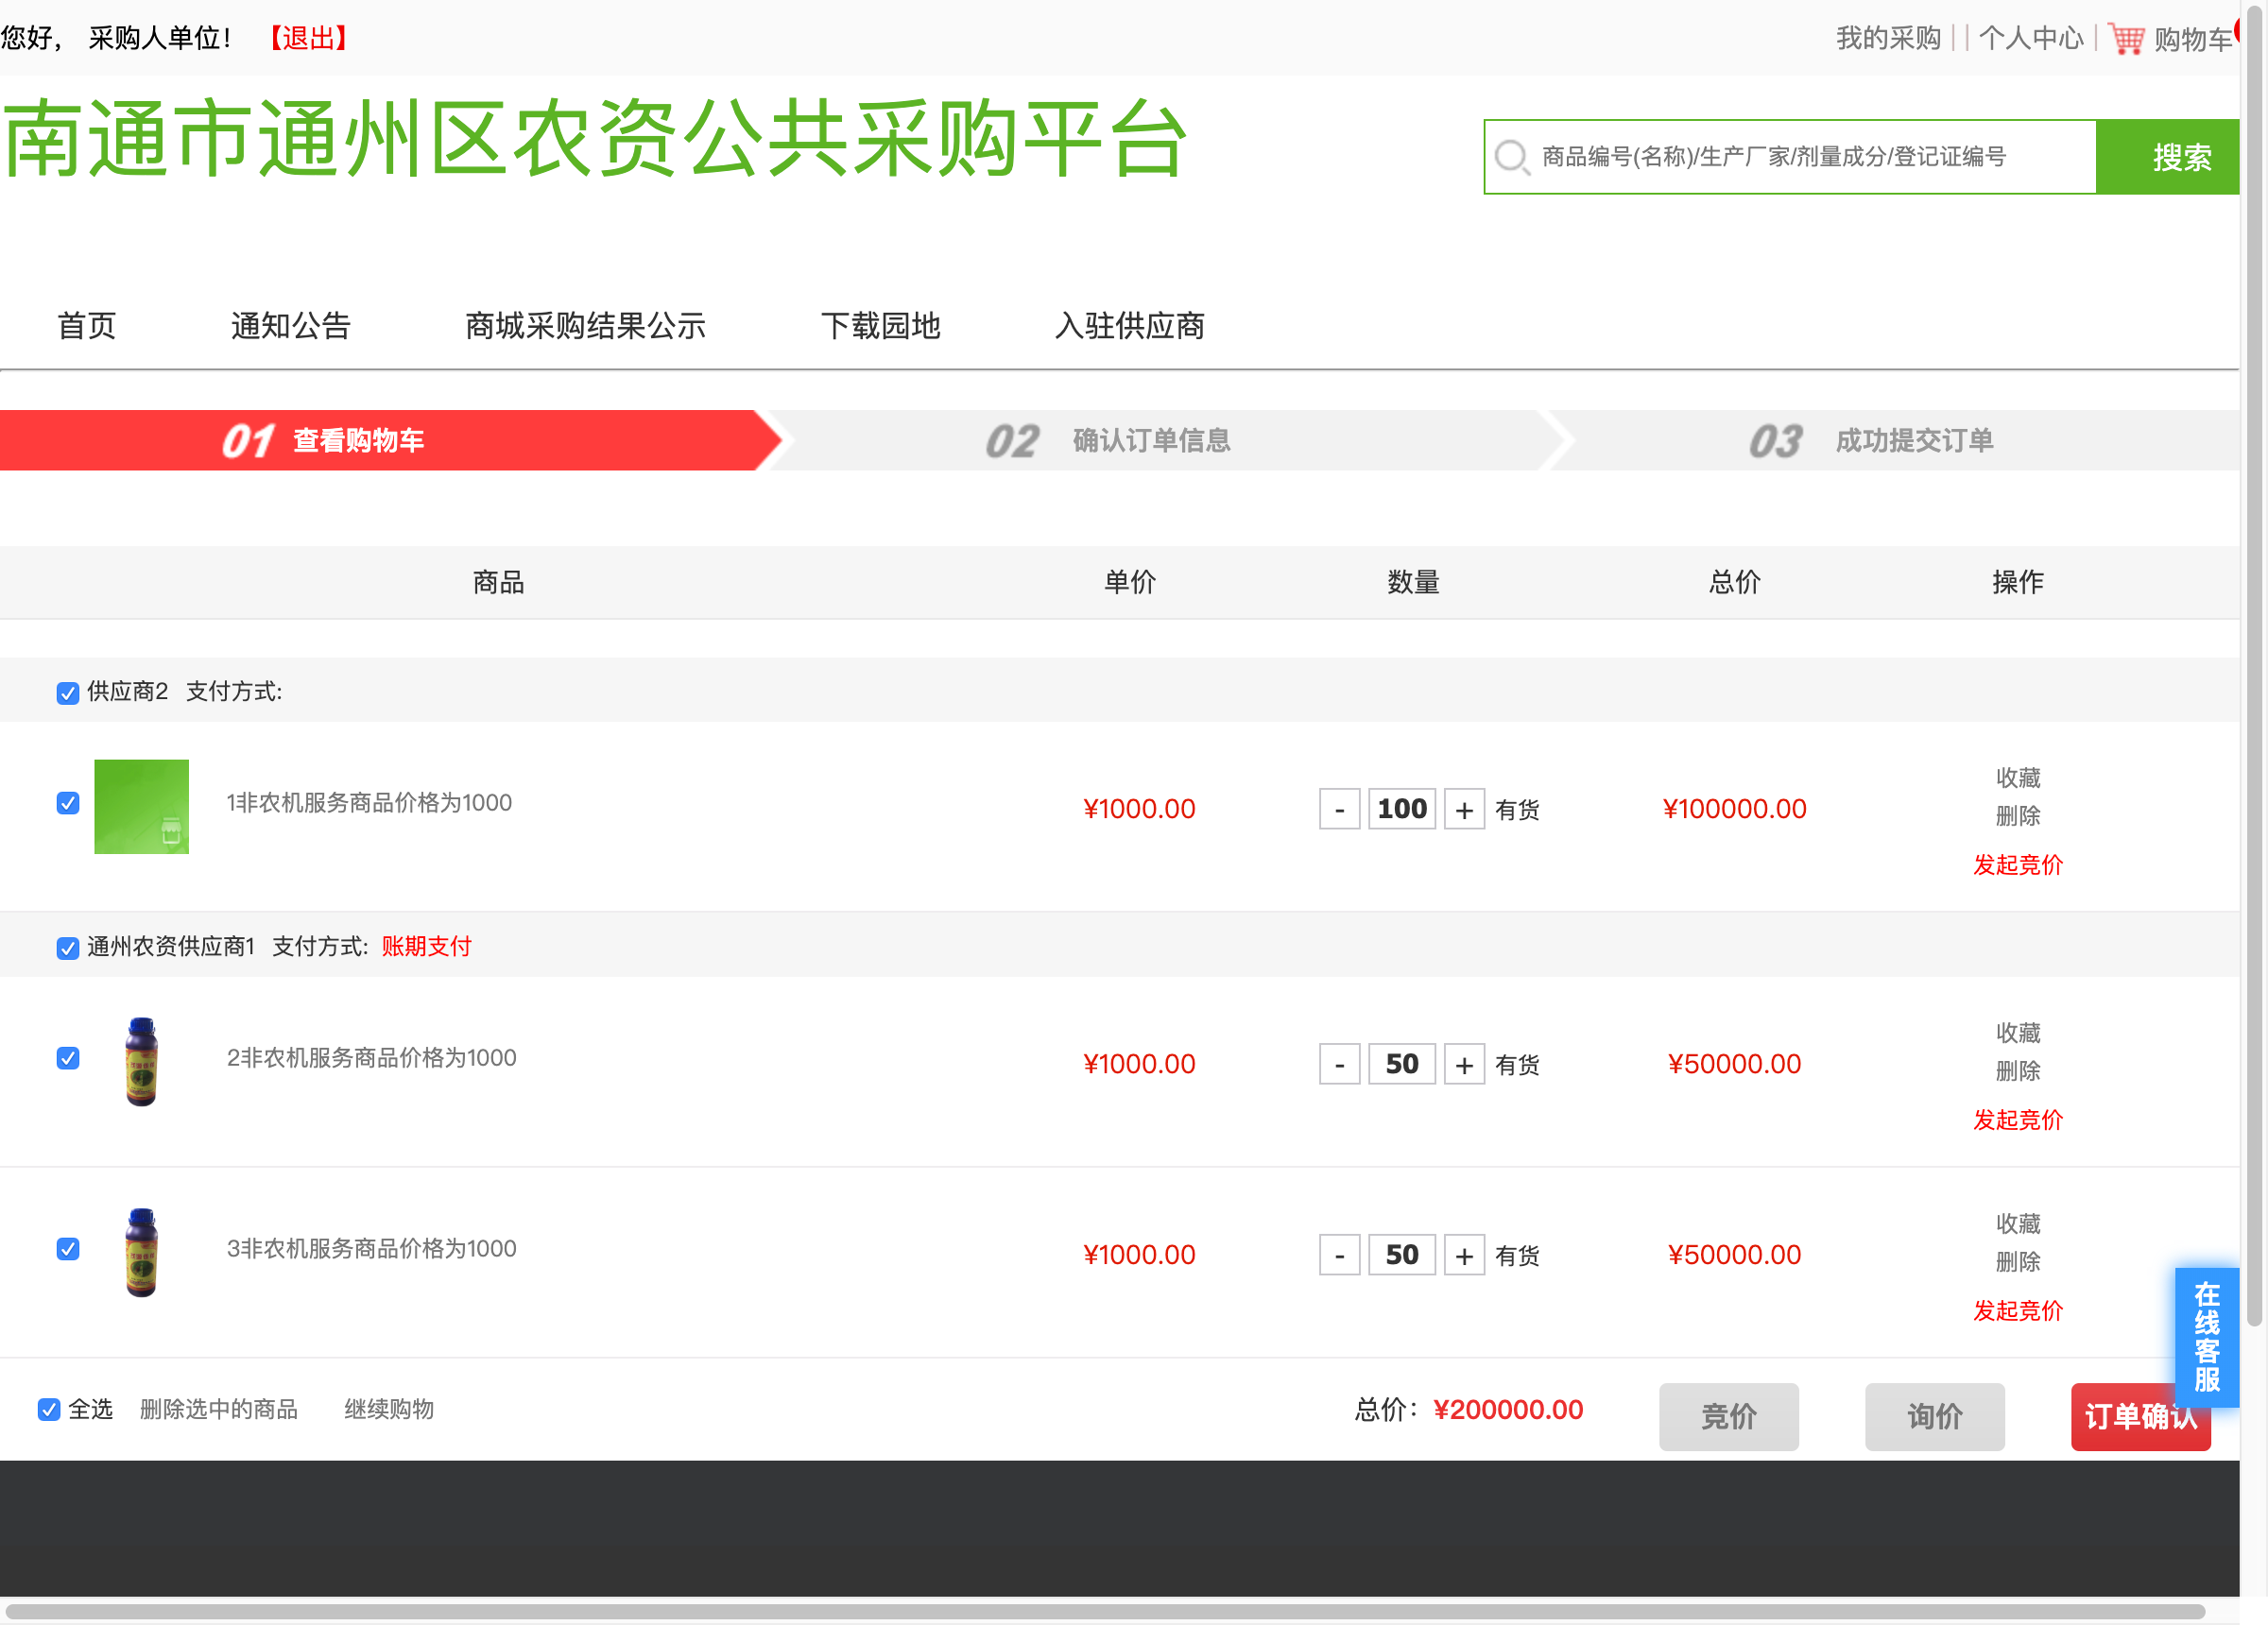 您好， 采购人单位！ 【退出】 我的采购 | | 个人中心 | 购物车
南通市通州区农资公共采购平台
商品编号(名称)/生产厂家/剂量成分/登记证编号 搜索
首页 通知公告 商城采购结果公示 下载园地 入驻供应商
01 查看购物车 02 确认订单信息 03 成功提交订单
商品 单价 数量 总价 操作
供应商2 支付方式:
1非农机服务商品价格为1000 ¥1000.00 - 100 + 有货 ¥100000.00 收藏
删除
发起竞价
通州农资供应商1 支付方式: 账期支付
2非农机服务商品价格为1000 ¥1000.00 - 50 + 有货 ¥50000.00 收藏
删除
发起竞价
3非农机服务商品价格为1000 ¥1000.00 - 50 + 有货 ¥50000.00 收藏
删除
发起竞价
在线客服
全选 删除选中的商品 继续购物 总价：¥200000.00 竞价 询价 订单确认